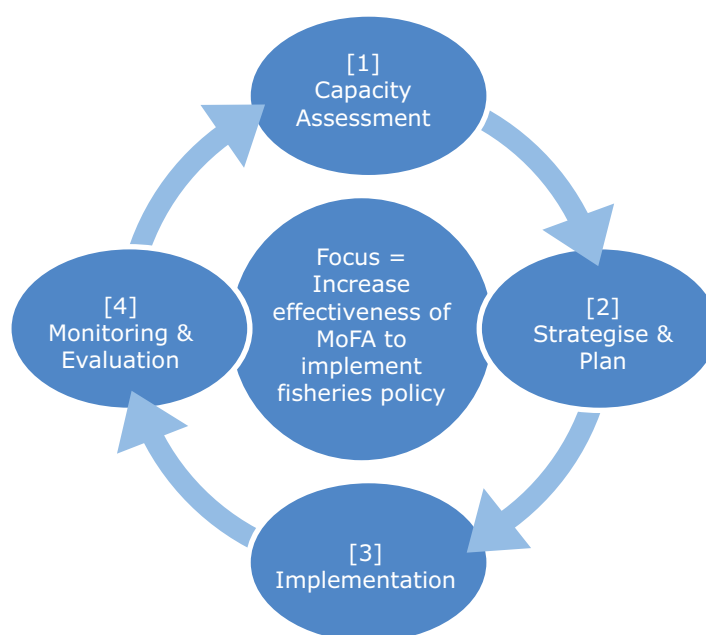 [1]
Capacity
Assessment
Focus =
Increase
effectiveness of
MoFA to
implement
fisheries policy
[2]
Strategise &
Plan
[3]
Implementation
[4]
Monitoring &
Evaluation